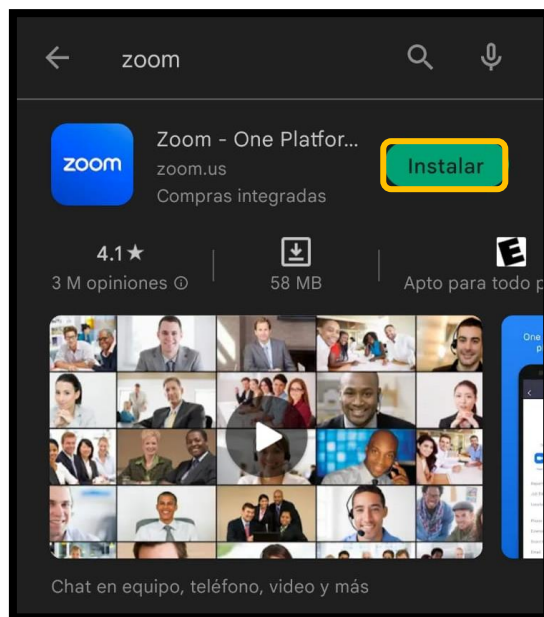 zoom
zoom
Zoom - One Platfor...
zoom.us
Compras integradas
Instalar
4.1★
3 M opiniones
58 MB
E
Apto para todo p
One
p
Chat en equipo, teléfono, video y más